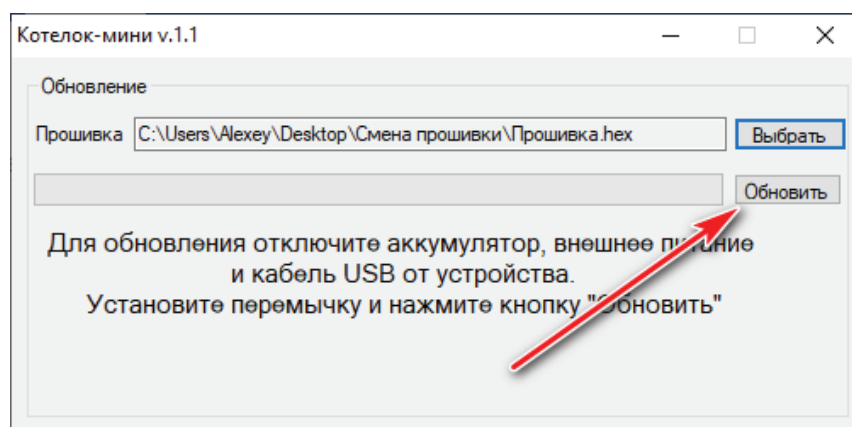 Котелок-мини v.1.1
Обновление
Прошивка C:\Users\Alexey\Desktop\Смена прошивки\Прошивка.hex Выбрать
Обновить
Для обновления отключите аккумулятор, внешнее питание
и кабель USB от устройства.
Установите перемычку и нажмите кнопку "Обновить"